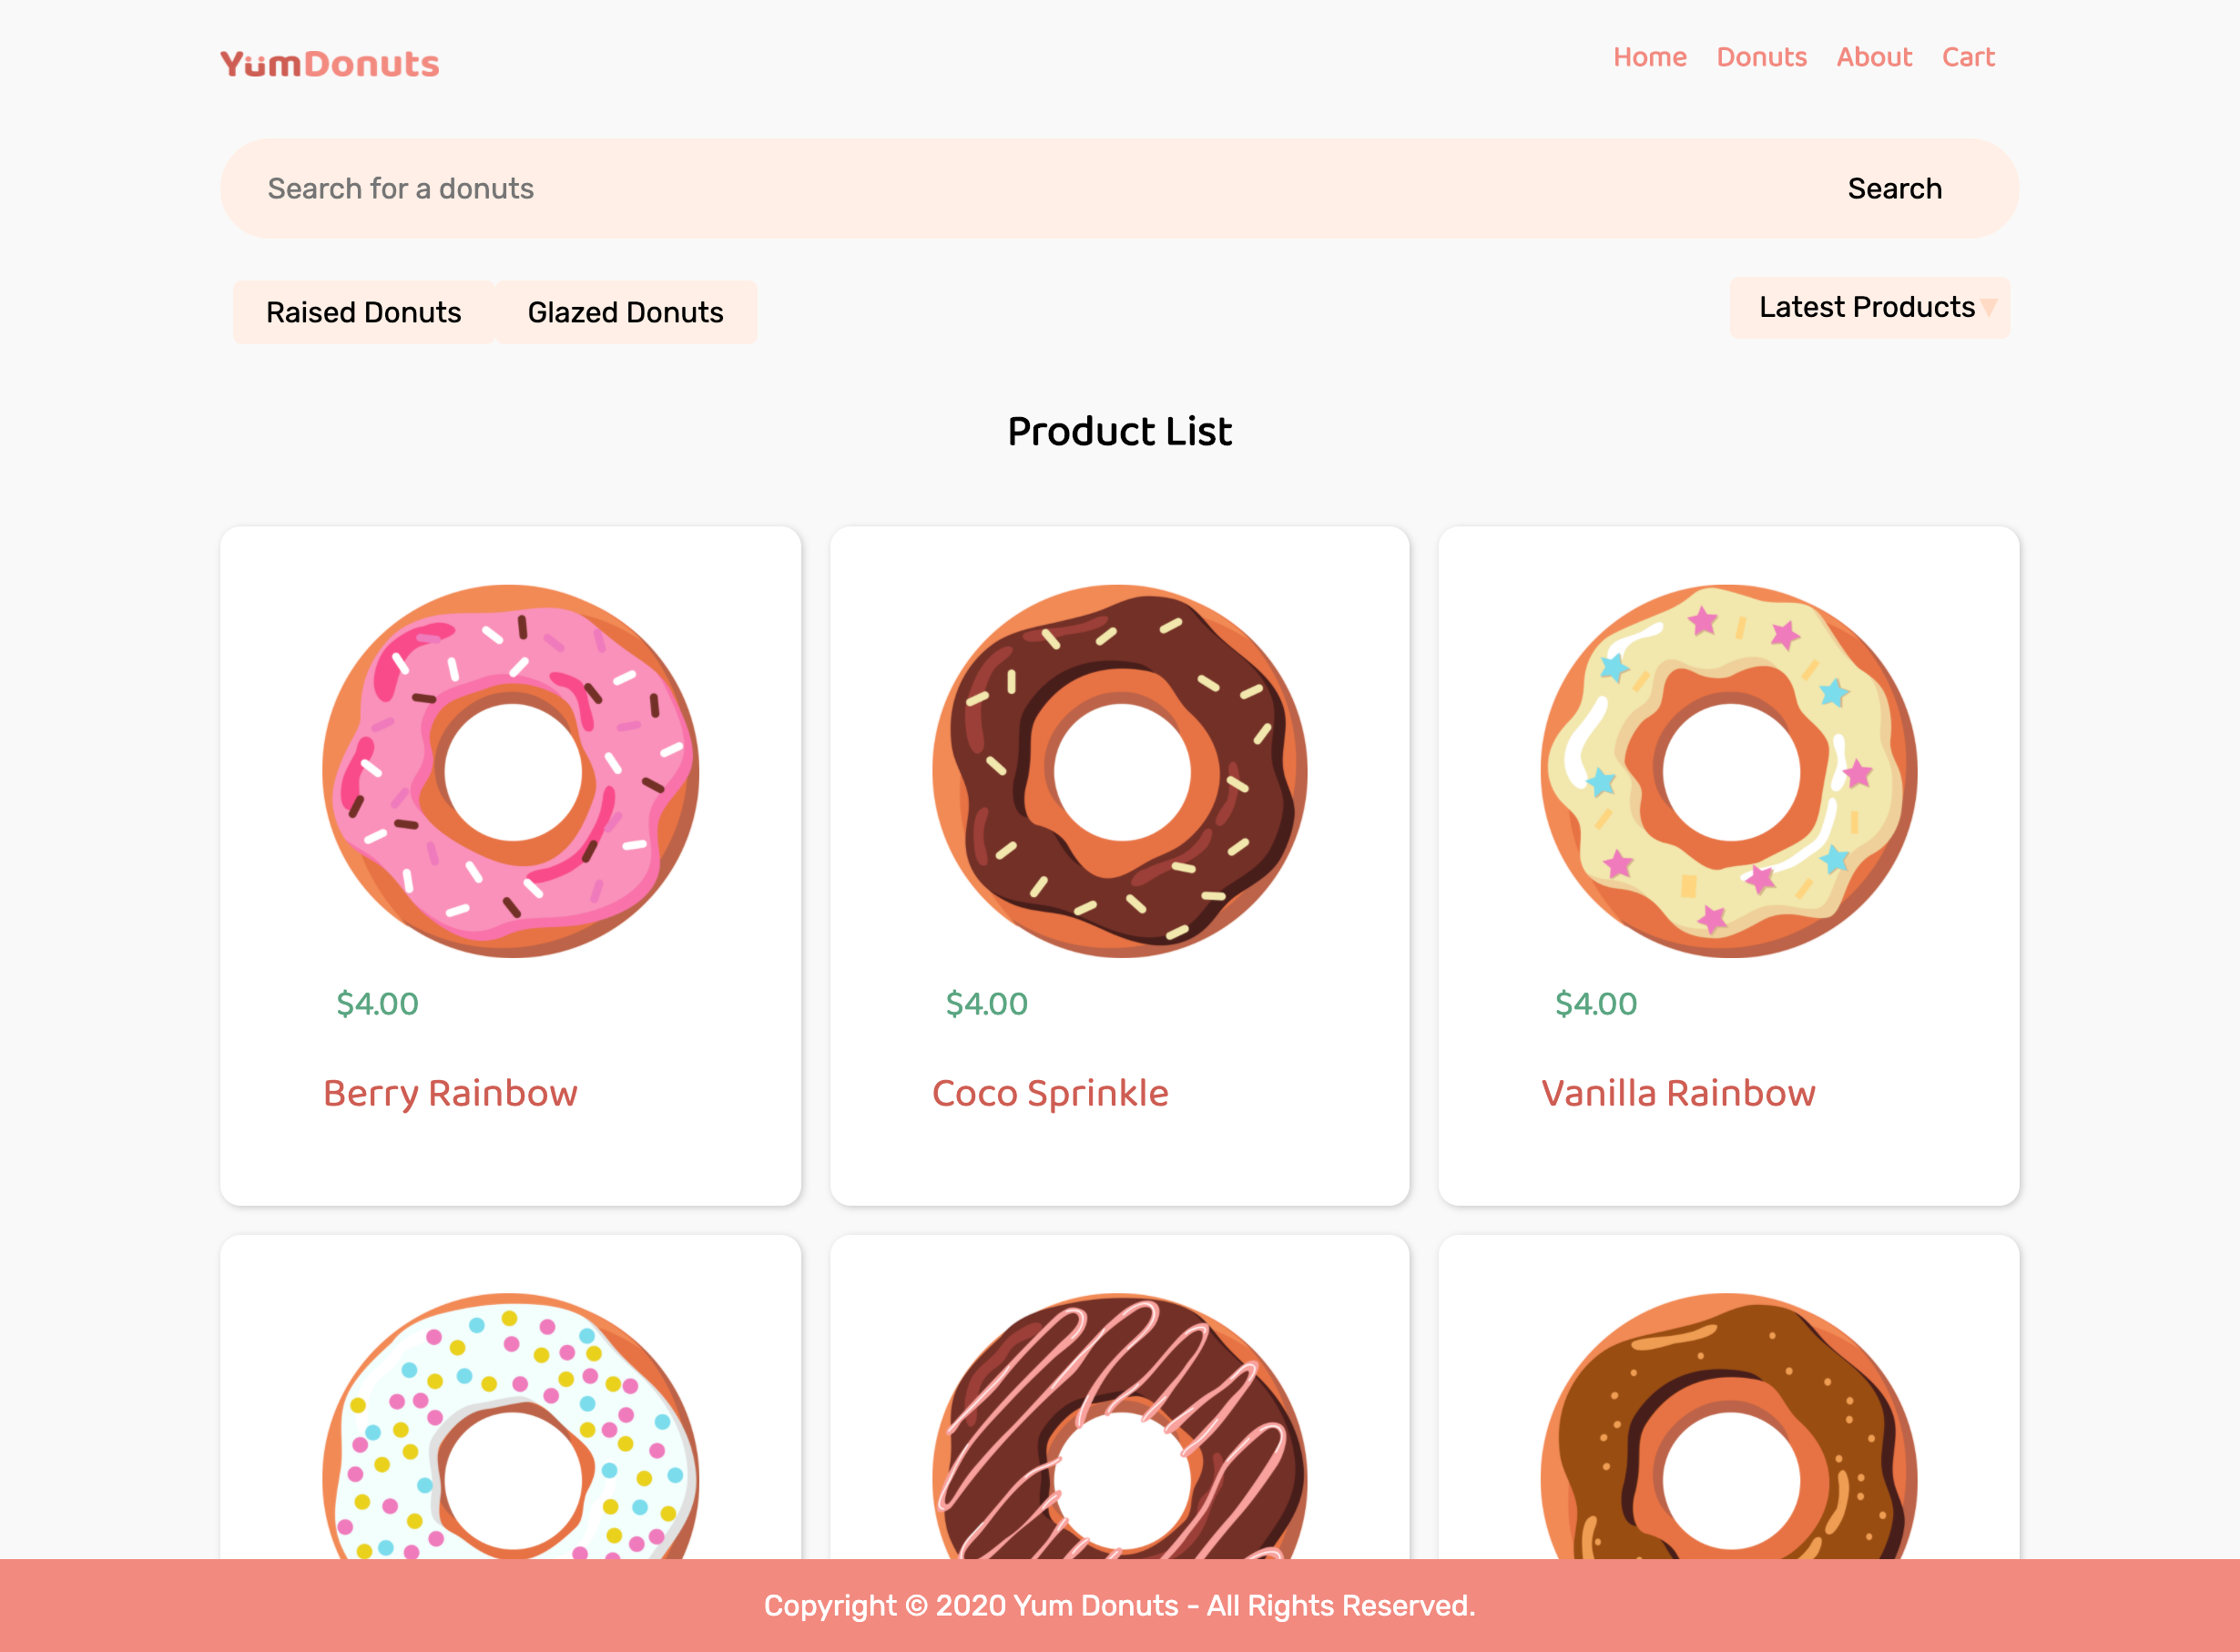 YumDonuts
Home Donuts About Cart
Search for a donuts Search
Raised Donuts Glazed Donuts Latest Products
Product List
$4.00 $4.00 $4.00
Berry Rainbow Coco Sprinkle Vanilla Rainbow
Copyright © 2020 Yum Donuts - All Rights Reserved.